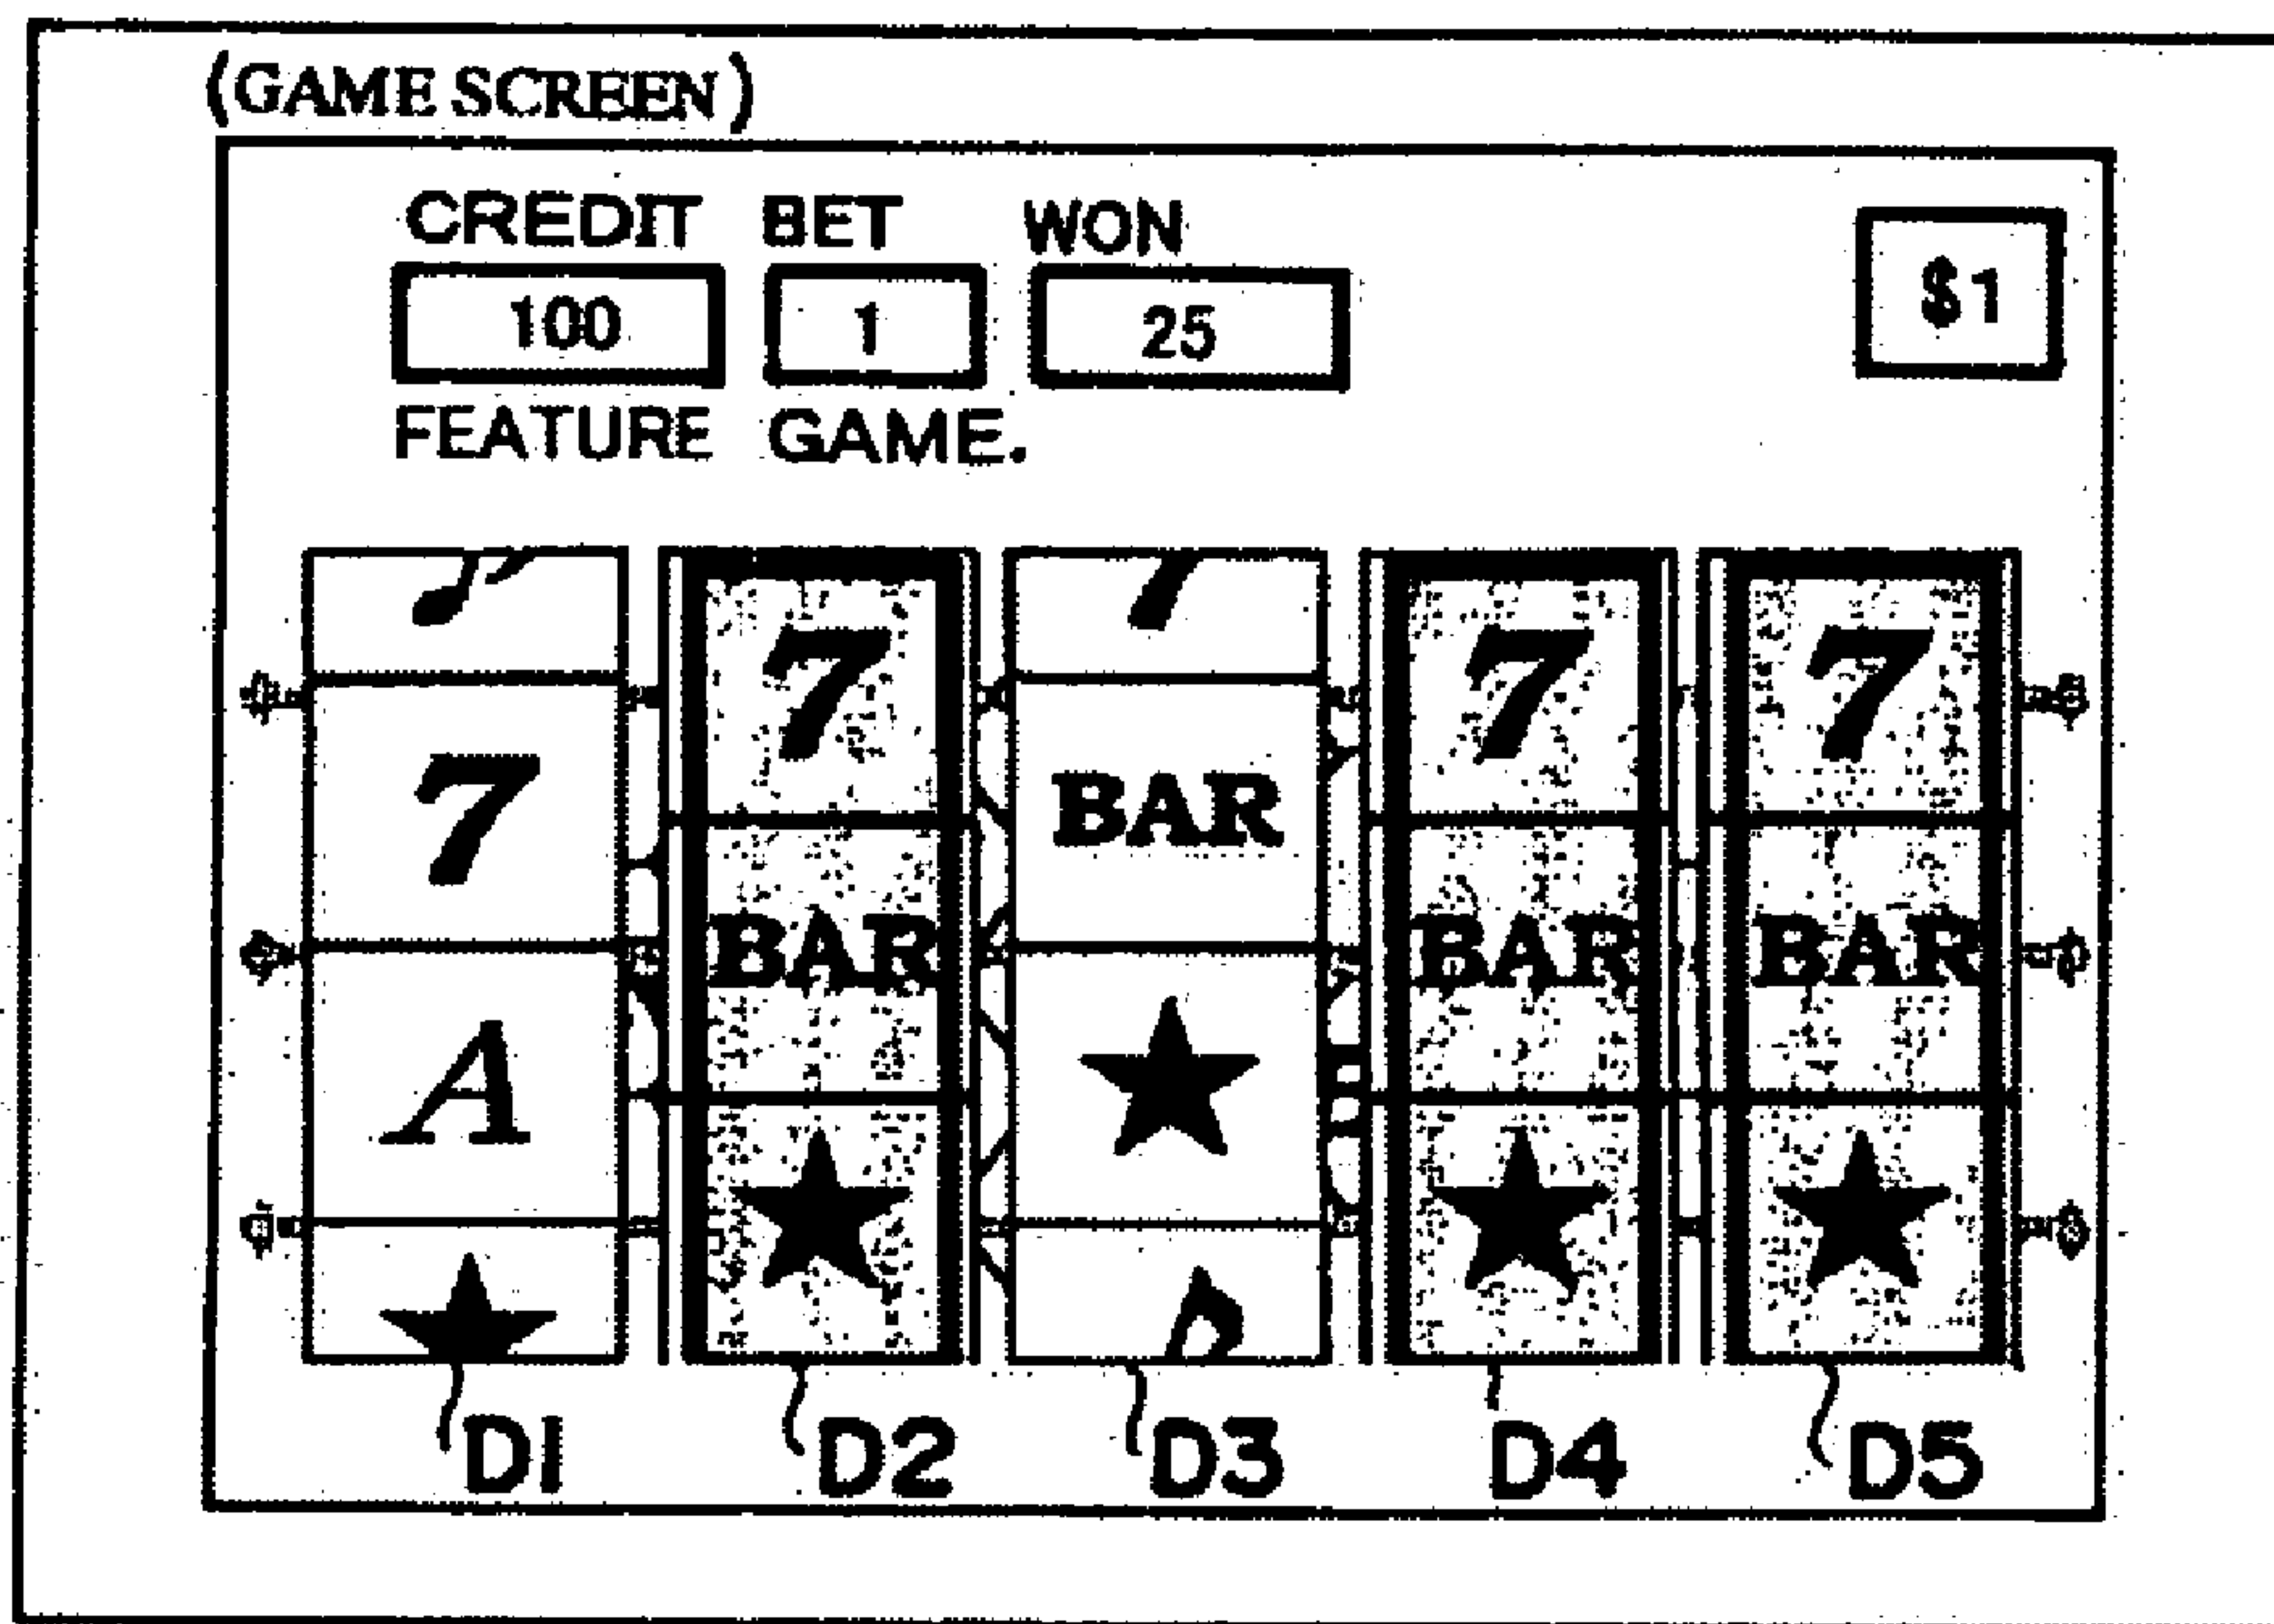 (GAME SCREEN)
CREDIT BET WON
100 1 25 $1
FEATURE GAME.
7 7 7
7 BAR
BAR BAR BAR
A
D1 D2 D3 D4 D5